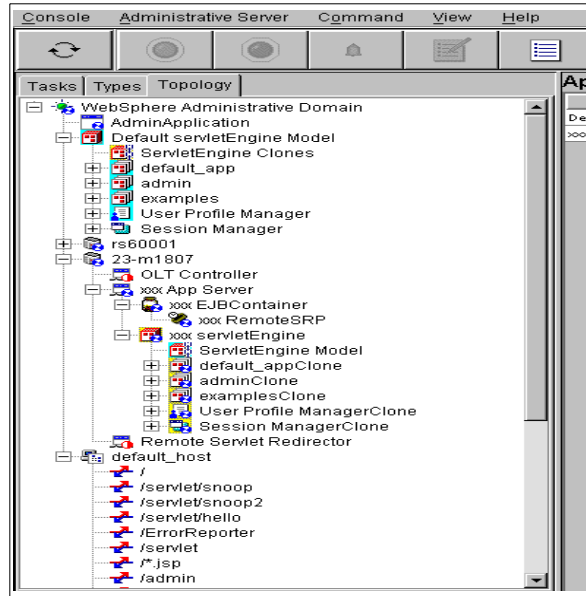 Console Administrative Server Command View Help
Tasks Types Topology
Ap
WebSphere Administrative Domain
AdminApplication
De
Default servletEngine Model
xxx
ServletEngine Clones
default_app
admin
examples
User Profile Manager
Session Manager
rs60001
23-m1807
OLT Controller
xxx App Server
xxx EJBContainer
xxx RemoteSRP
xxx servletEngine
ServletEngine Model
default_appClone
adminClone
examplesClone
User Profile ManagerClone
Session ManagerClone
Remote Servlet Redirector
default_host
/
/servlet/snoop
/servlet/snoop2
/servlet/hello
/ErrorReporter
/servlet
/*.jsp
/admin